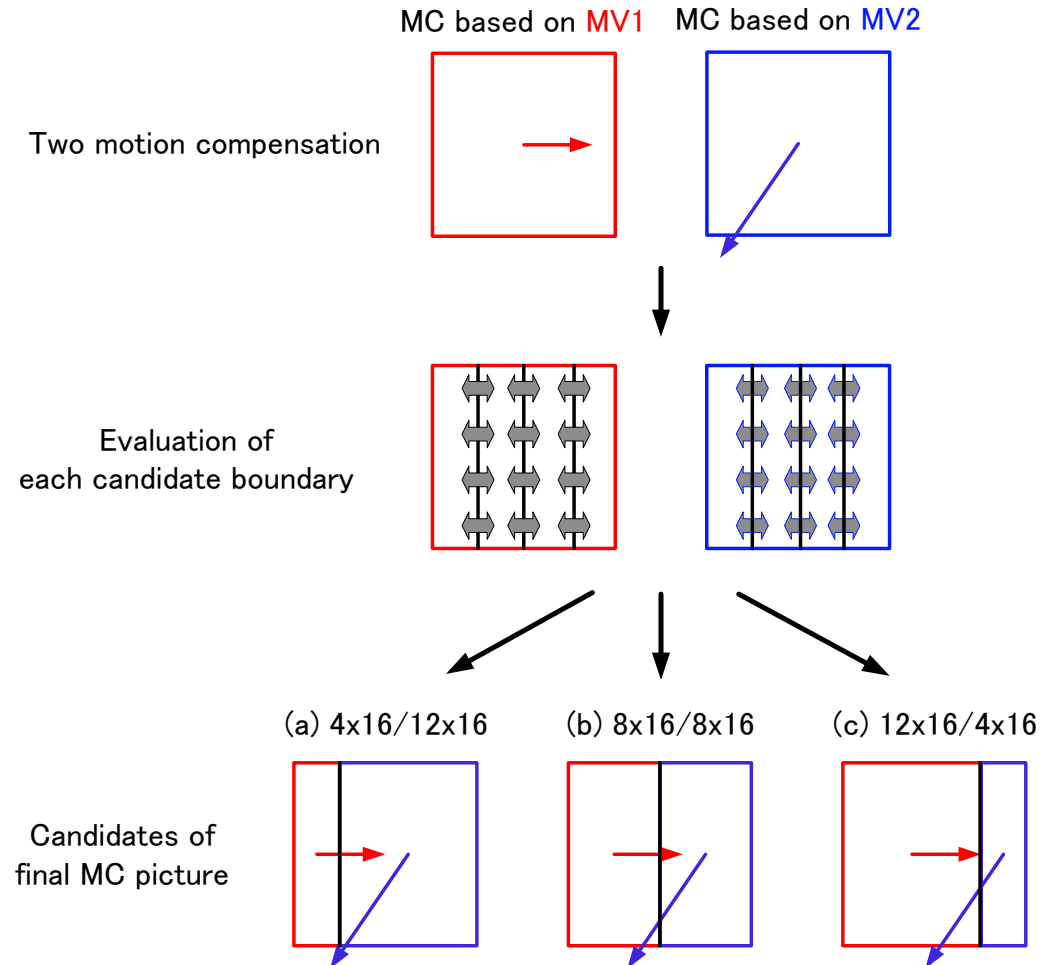 MC based on MV1
MC based on MV2
Two motion compensation
Evaluation of
each candidate boundary
(a) 4x16/12x16
(b) 8x16/8x16
(c) 12x16/4x16
Candidates of
final MC picture